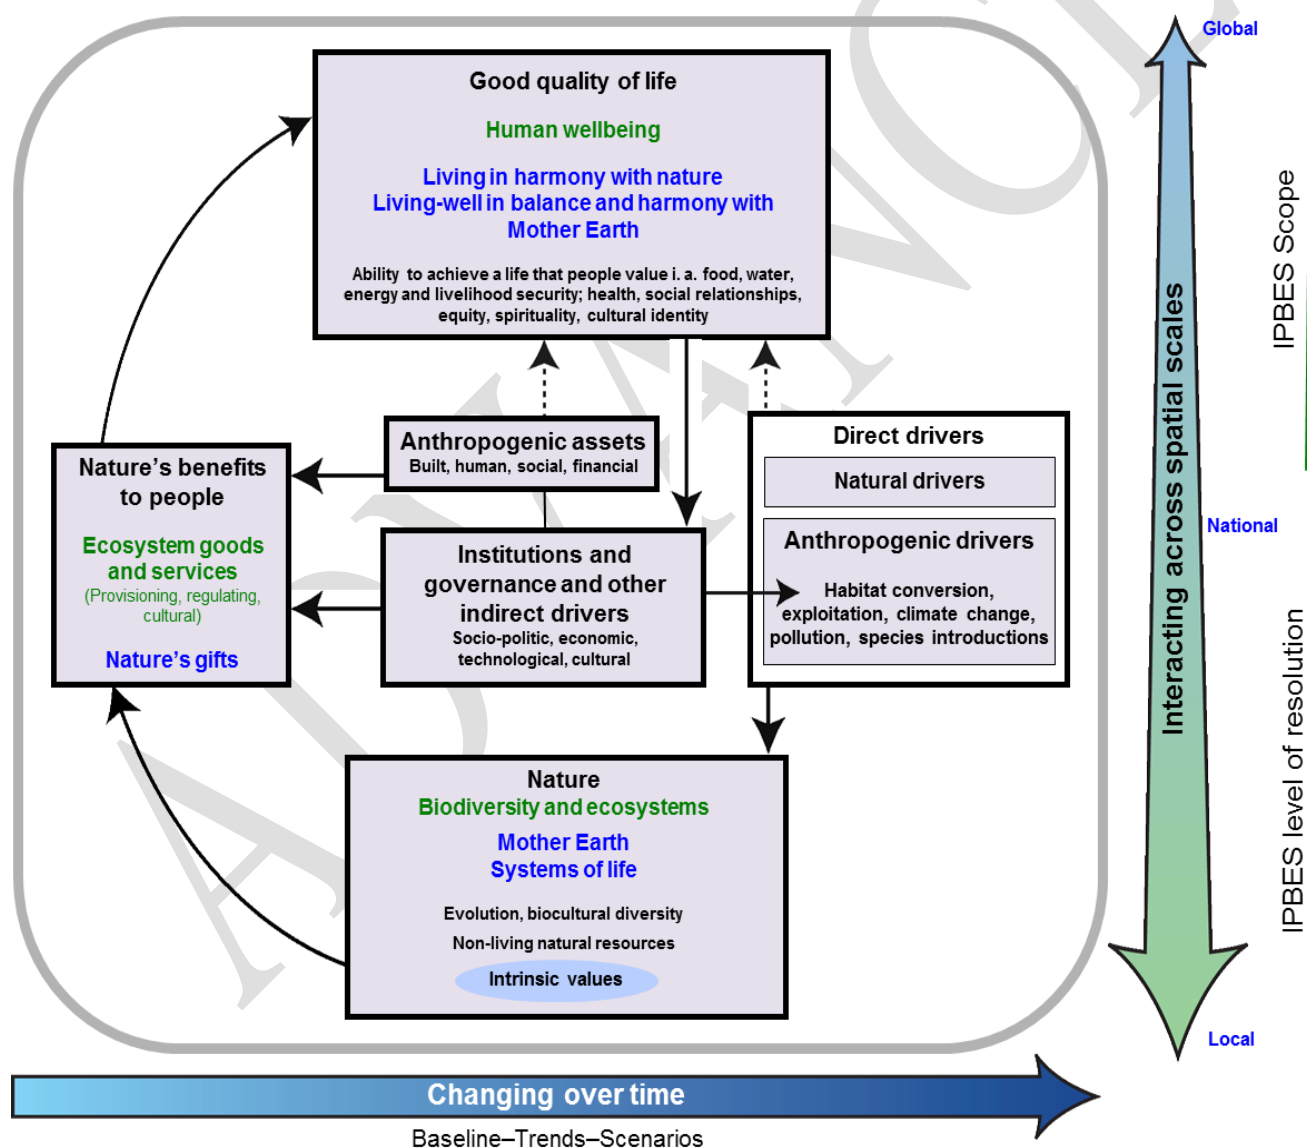 Good quality of life
Human wellbeing
Living in harmony with nature
Living-well in balance and harmony with
Mother Earth
Ability to achieve a life that people value i. a. food, water,
energy and livelihood security; health, social relationships,
equity, spirituality, cultural identity
Anthropogenic assets
Built, human, social, financial
Nature's benefits
to people
Ecosystem goods
and services
(Provisioning, regulating,
cultural)
Nature's gifts
Institutions and
governance and other
indirect drivers
Socio-politic, economic,
technological, cultural
Direct drivers
Natural drivers
Anthropogenic drivers
Habitat conversion,
exploitation, climate change,
pollution, species introductions
Nature
Biodiversity and ecosystems
Mother Earth
Systems of life
Evolution, biocultural diversity
Non-living natural resources
Intrinsic values
Changing over time
Baseline–Trends–Scenarios
Global
Interacting across spatial scales
National
Local
IPBES Scope
IPBES level of resolution